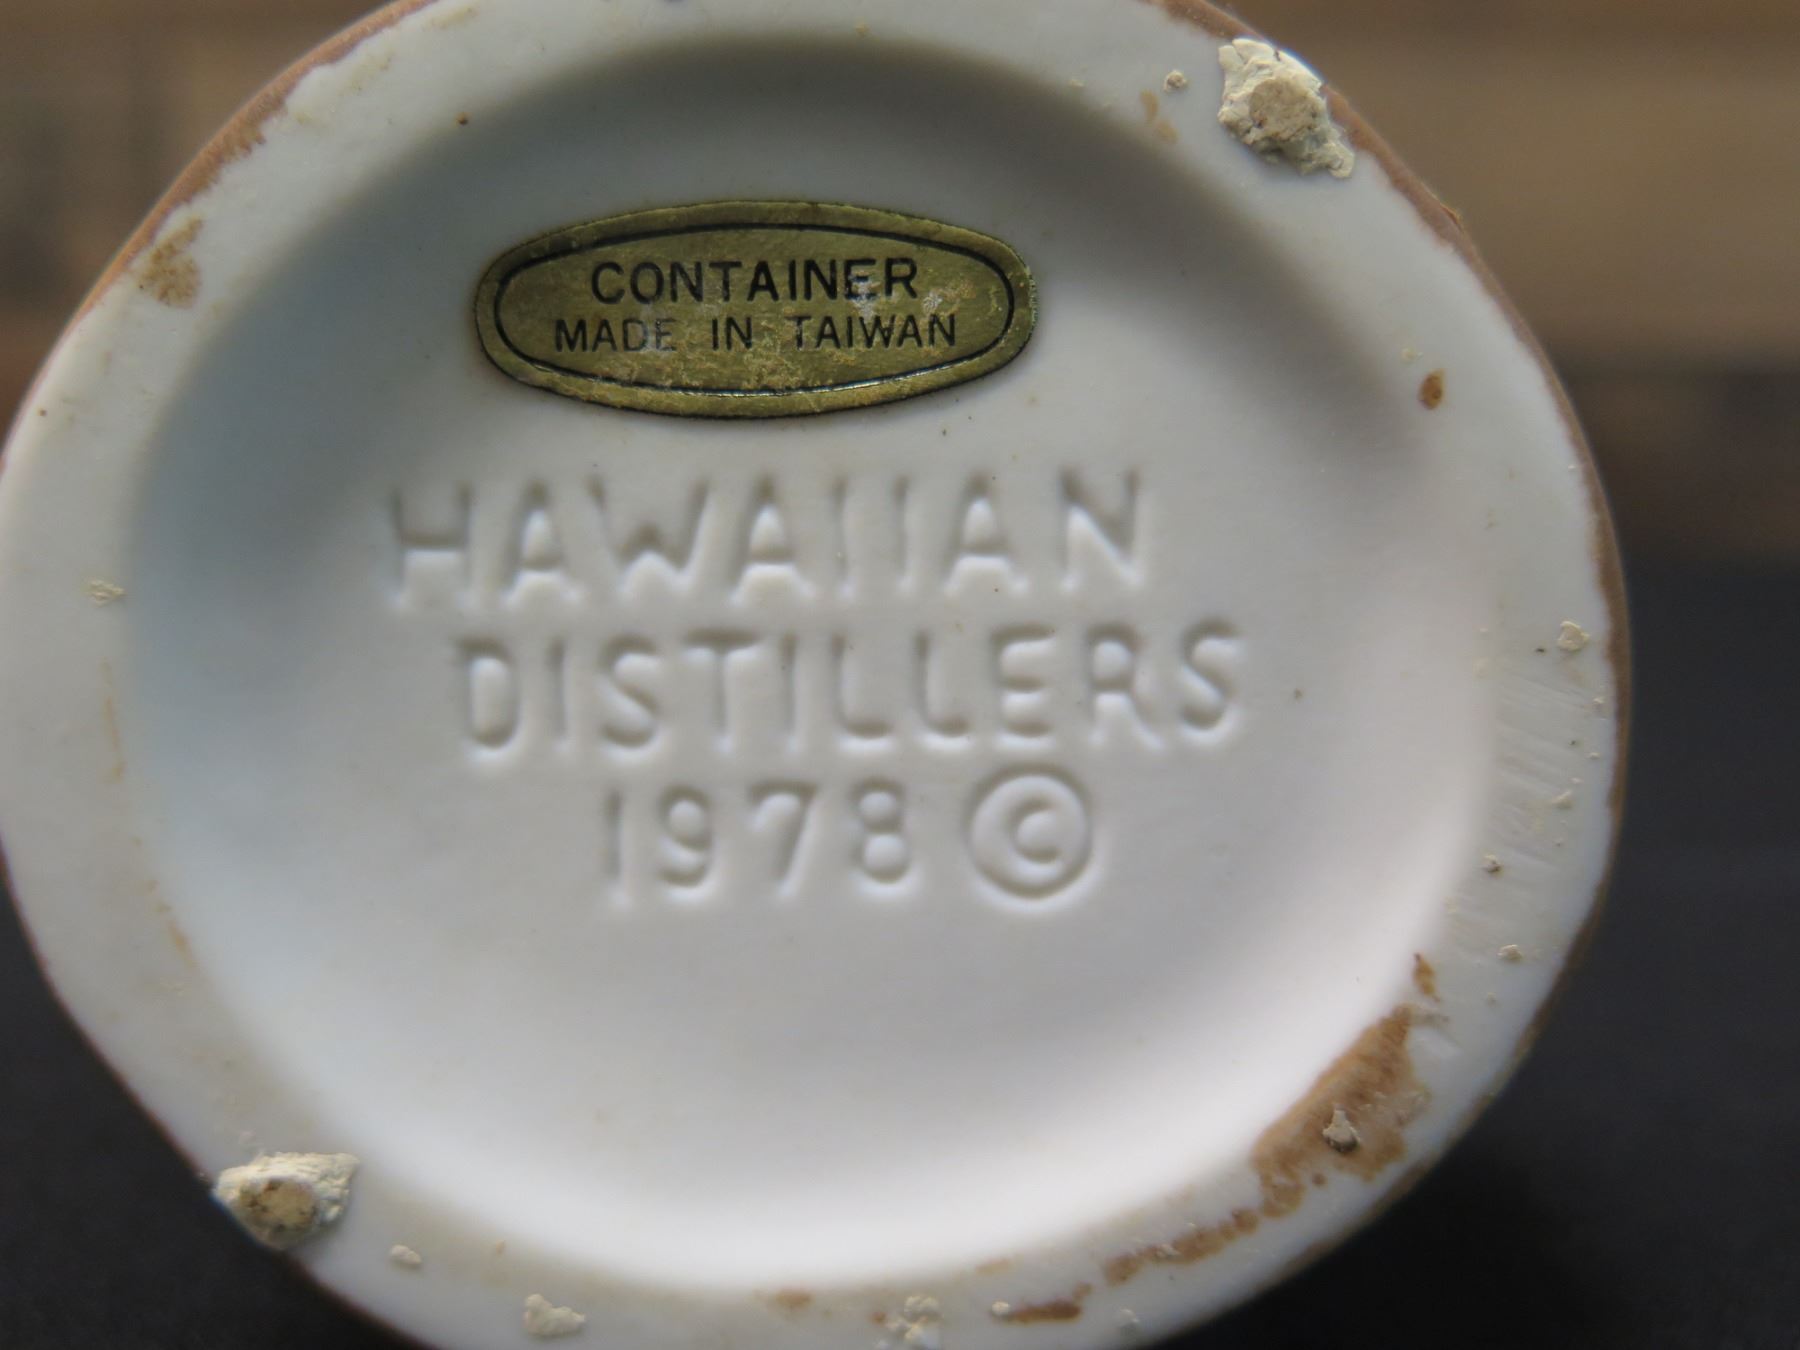 CONTAINER
MADE IN TAIWAN
HAWAIIAN
DISTILLERS
1978 ©